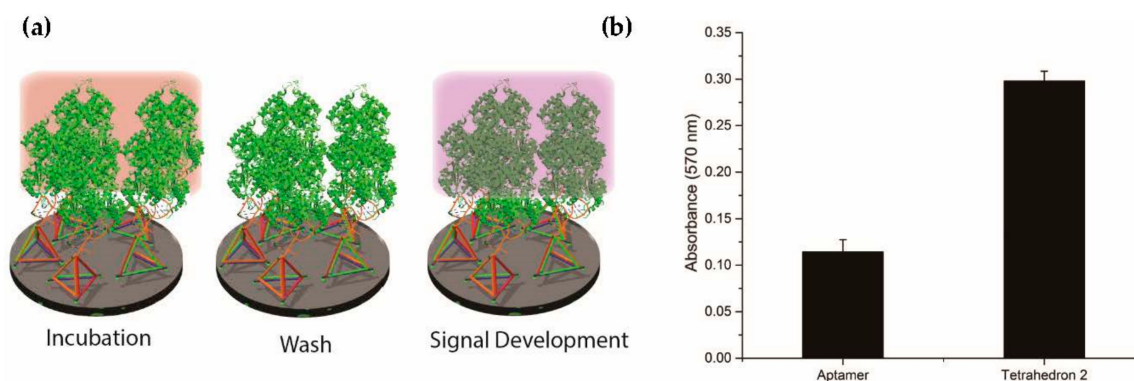 (a)
Incubation
Wash
Signal Development
(b)
Absorbance (570 nm)
0.35
0.30
0.25
0.20
0.15
0.10
0.05
0.00
Aptamer
Tetrahedron 2